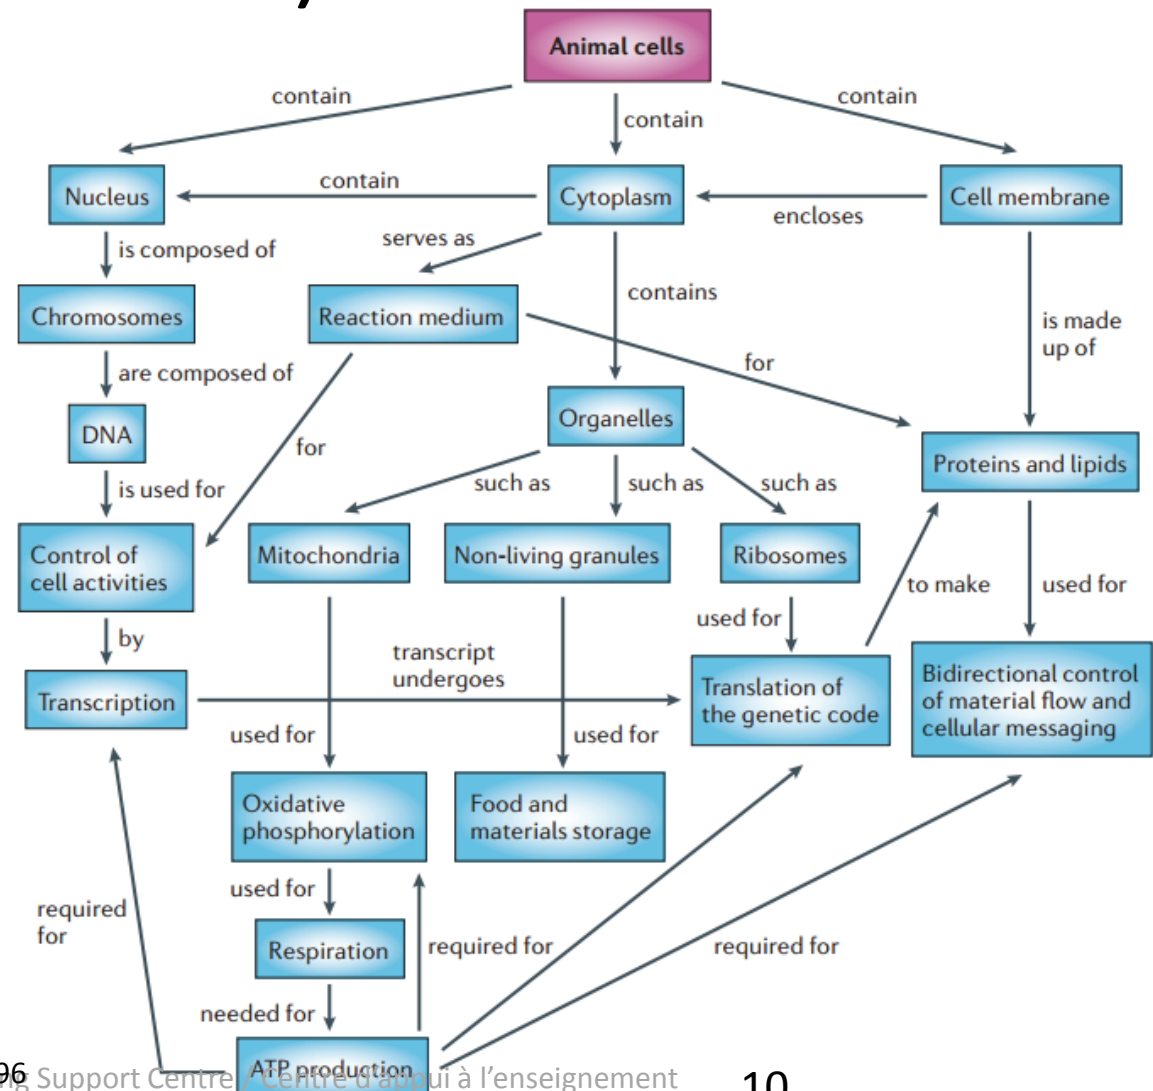 Animal cells
contain
contain
contain
Nucleus
contain
Cytoplasm
encloses
Cell membrane
is composed of
serves as
contains
Chromosomes
Reaction medium
is made
up of
are composed of
for
Organelles
DNA
for
Proteins and lipids
is used for
such as
such as
such as
Control of
cell activities
Mitochondria
Non-living granules
Ribosomes
to make
used for
by
used for
transcript
undergoes
Transcription
Translation of
the genetic code
Bidirectional control
of material flow and
cellular messaging
used for
used for
Oxidative
phosphorylation
Food and
materials storage
used for
required
for
Respiration
required for
required for
needed for
ATP production
96
Support Centre / Centre d'appui à l'enseignement
10